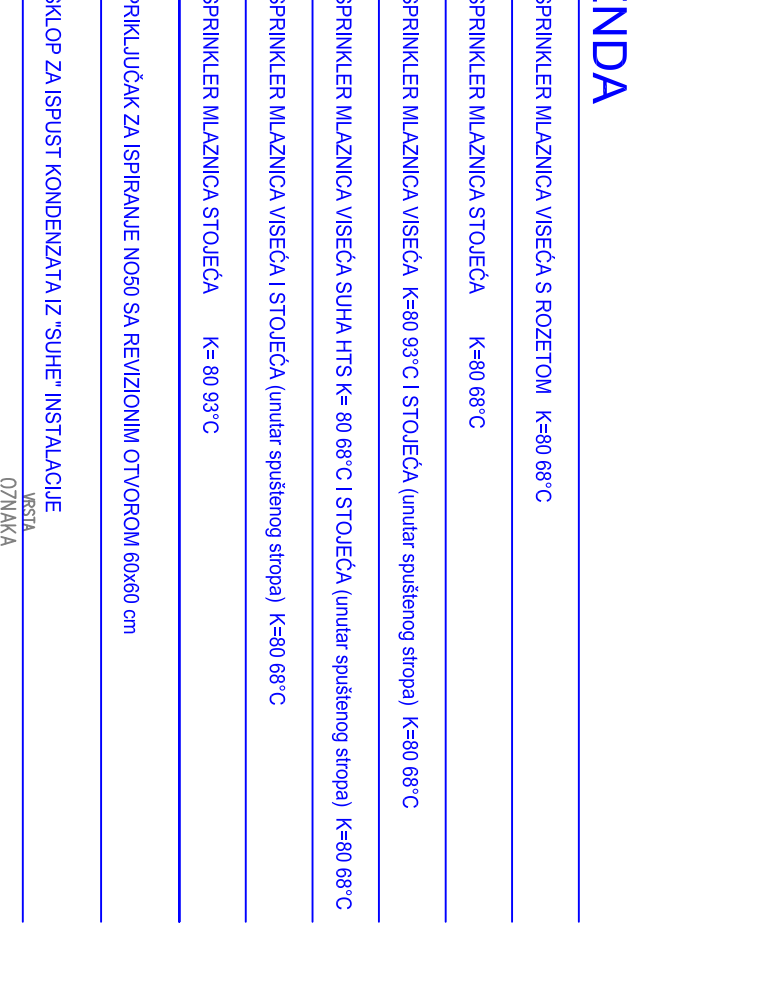 ENDA
SPRINKLER MLAZNICA VISEĆA S ROZETOM K=80 68°C
SPRINKLER MLAZNICA STOJEĆA K=80 68°C
SPRINKLER MLAZNICA VISEĆA K=80 93°C I STOJEĆA (unutar spuštenog stropa) K=80 68°C
SPRINKLER MLAZNICA VISEĆA SUHA HTS K= 80 68°C I STOJEĆA (unutar spuštenog stropa) K=80 68°C
SPRINKLER MLAZNICA VISEĆA I STOJEĆA (unutar spuštenog stropa) K=80 68°C
SPRINKLER MLAZNICA STOJEĆA K= 80 93°C
PRIKLJUČAK ZA ISPIRANJE NO50 SA REVIZIONIM OTVOROM 60x60 cm
SKLOP ZA ISPUST KONDENZATA IZ "SUHE" INSTALACIJE
VRSTA
OZNAKA